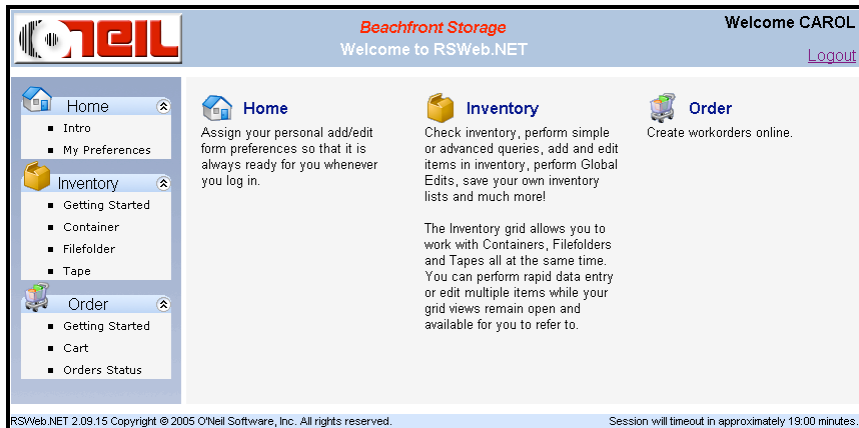 O'NEIL
Beachfront Storage
Welcome to RSWeb.NET
Welcome CAROL
Logout
Home
Intro
My Preferences
Inventory
Getting Started
Container
Filefolder
Tape
Order
Getting Started
Cart
Orders Status
Home
Assign your personal add/edit
form preferences so that it is
always ready for you whenever
you log in.
Inventory
Check inventory, perform simple
or advanced queries, add and edit
items in inventory, perform Global
Edits, save your own inventory
lists and much more!
The Inventory grid allows you to
work with Containers, Filefolders
and Tapes all at the same time.
You can perform rapid data entry
or edit multiple items while your
grid views remain open and
available for you to refer to.
Order
Create workorders online.
RSWeb.NET 2.09.15 Copyright © 2005 O'Neil Software, Inc. All rights reserved.
Session will timeout in approximately 19:00 minutes.